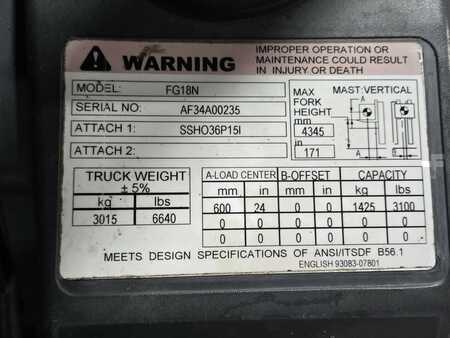 WARNING
IMPROPER OPERATION OR
MAINTENANCE COULD RESULT
IN INJURY OR DEATH
MODEL: FG18N
SERIAL NO: AF34A00235
ATTACH 1: SSHO36P15I
ATTACH 2:
MAX FORK HEIGHT
mm
4345
in
171
MAST:VERTICAL
A
B
TRUCK WEIGHT
± 5%
kg lbs
3015 6640
A-LOAD CENTER B-OFFSET CAPACITY
mm in mm in kg lbs
600 24 0 0 1425 3100
0 0 0 0 0 0
0 0 0 0 0 0
MEETS DESIGN SPECIFICATIONS OF ANSI/ITSDF B56.1
ENGLISH 93083-07801